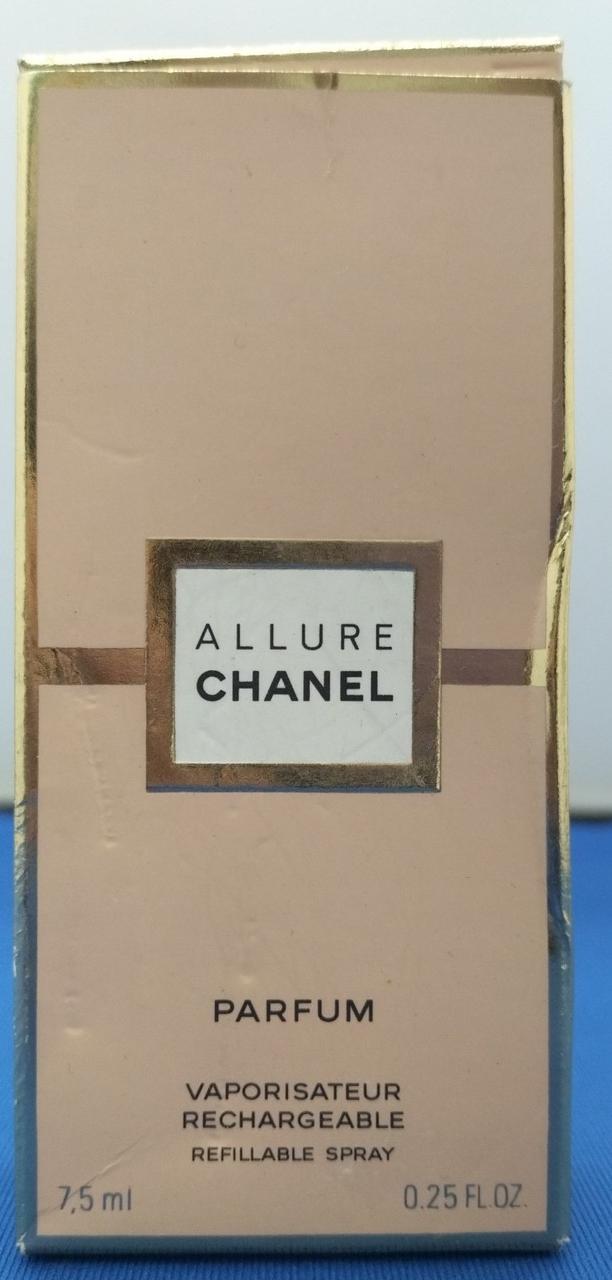 ALLURE
CHANEL
PARFUM
VAPORISATEUR
RECHARGEABLE
REFILLABLE SPRAY
7,5 ml 0.25 FL.OZ.